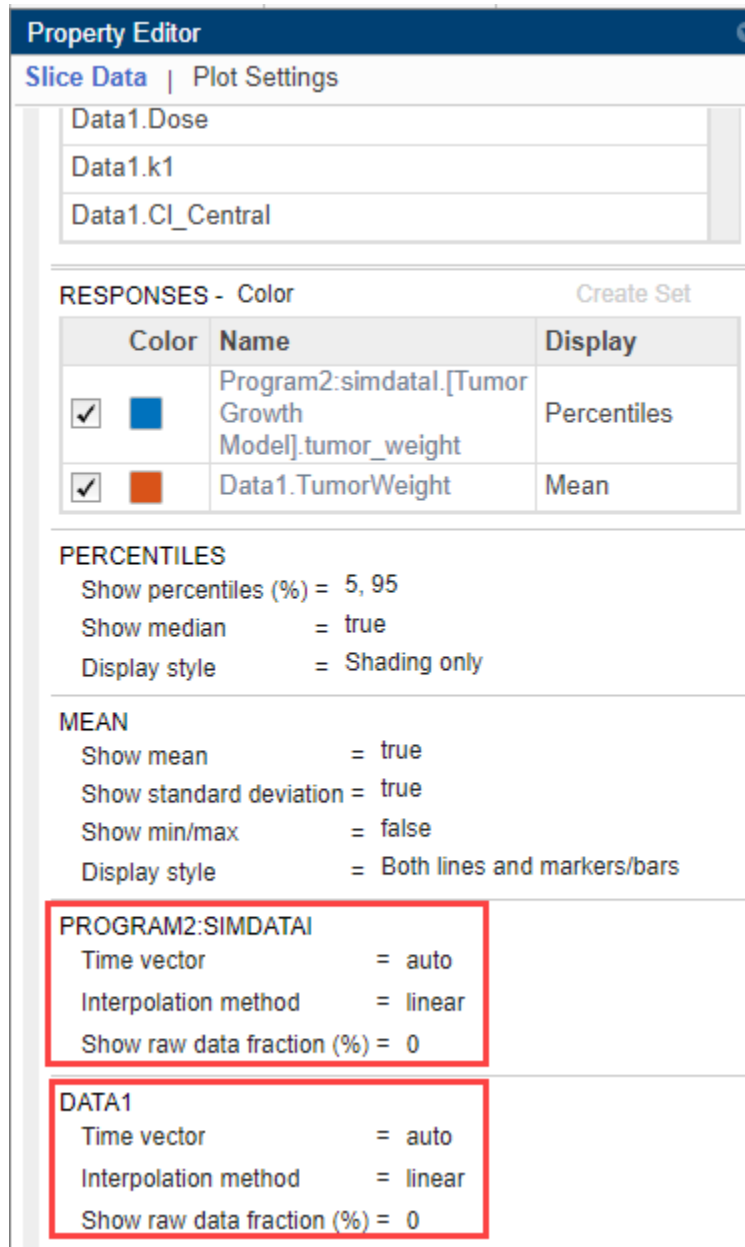 Property Editor
Slice Data | Plot Settings
Data1.Dose
Data1.k1
Data1.Cl_Central
RESPONSES - Color Create Set
Color Name Display
Program2:simdataI.[Tumor
Growth
Model].tumor_weight
Percentiles
Data1.TumorWeight Mean
PERCENTILES
Show percentiles (%) = 5, 95
Show median = true
Display style = Shading only
MEAN
Show mean = true
Show standard deviation = true
Show min/max = false
Display style = Both lines and markers/bars
PROGRAM2:SIMDATAI
Time vector = auto
Interpolation method = linear
Show raw data fraction (%) = 0
DATA1
Time vector = auto
Interpolation method = linear
Show raw data fraction (%) = 0